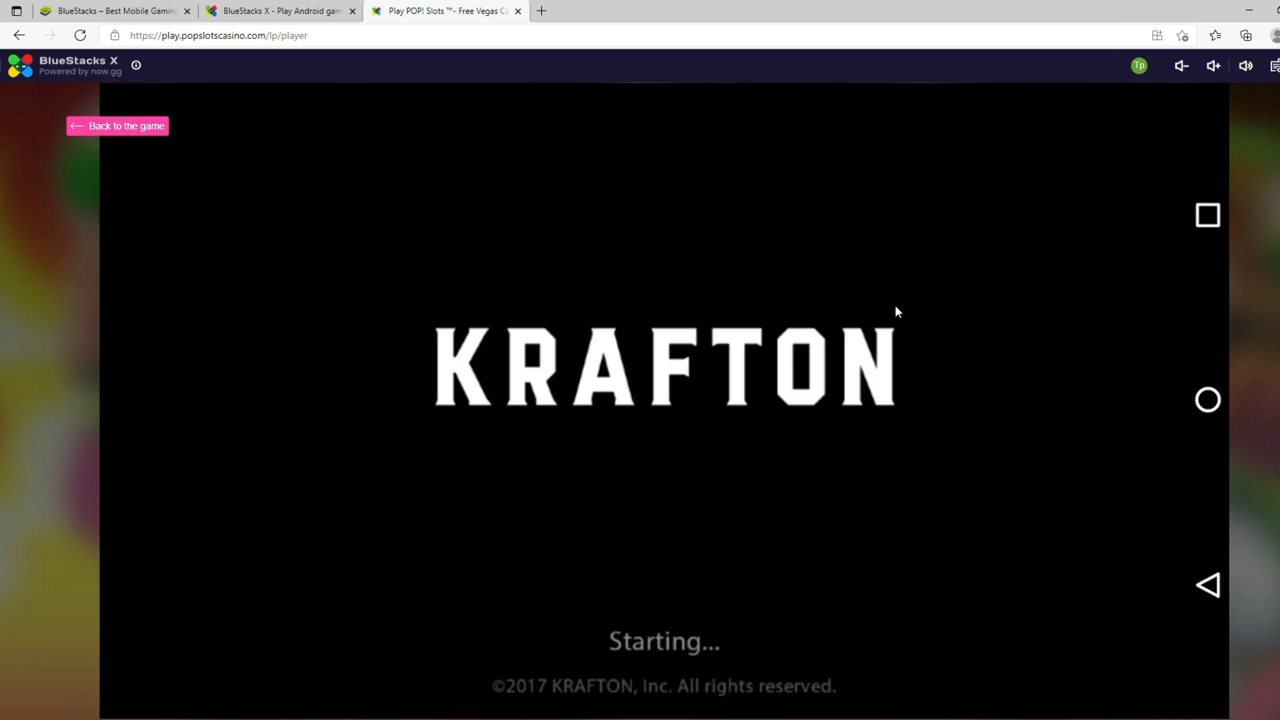 BlueStacks – Best Mobile Gaming
BlueStacks X - Play Android gam
Play POP! Slots ™- Free Vegas C
https://play.popslotscasino.com/lp/player
BlueStacks X
Powered by now.gg
Tp
Back to the game
KRAFTON
Starting...
©2017 KRAFTON, Inc. All rights reserved.